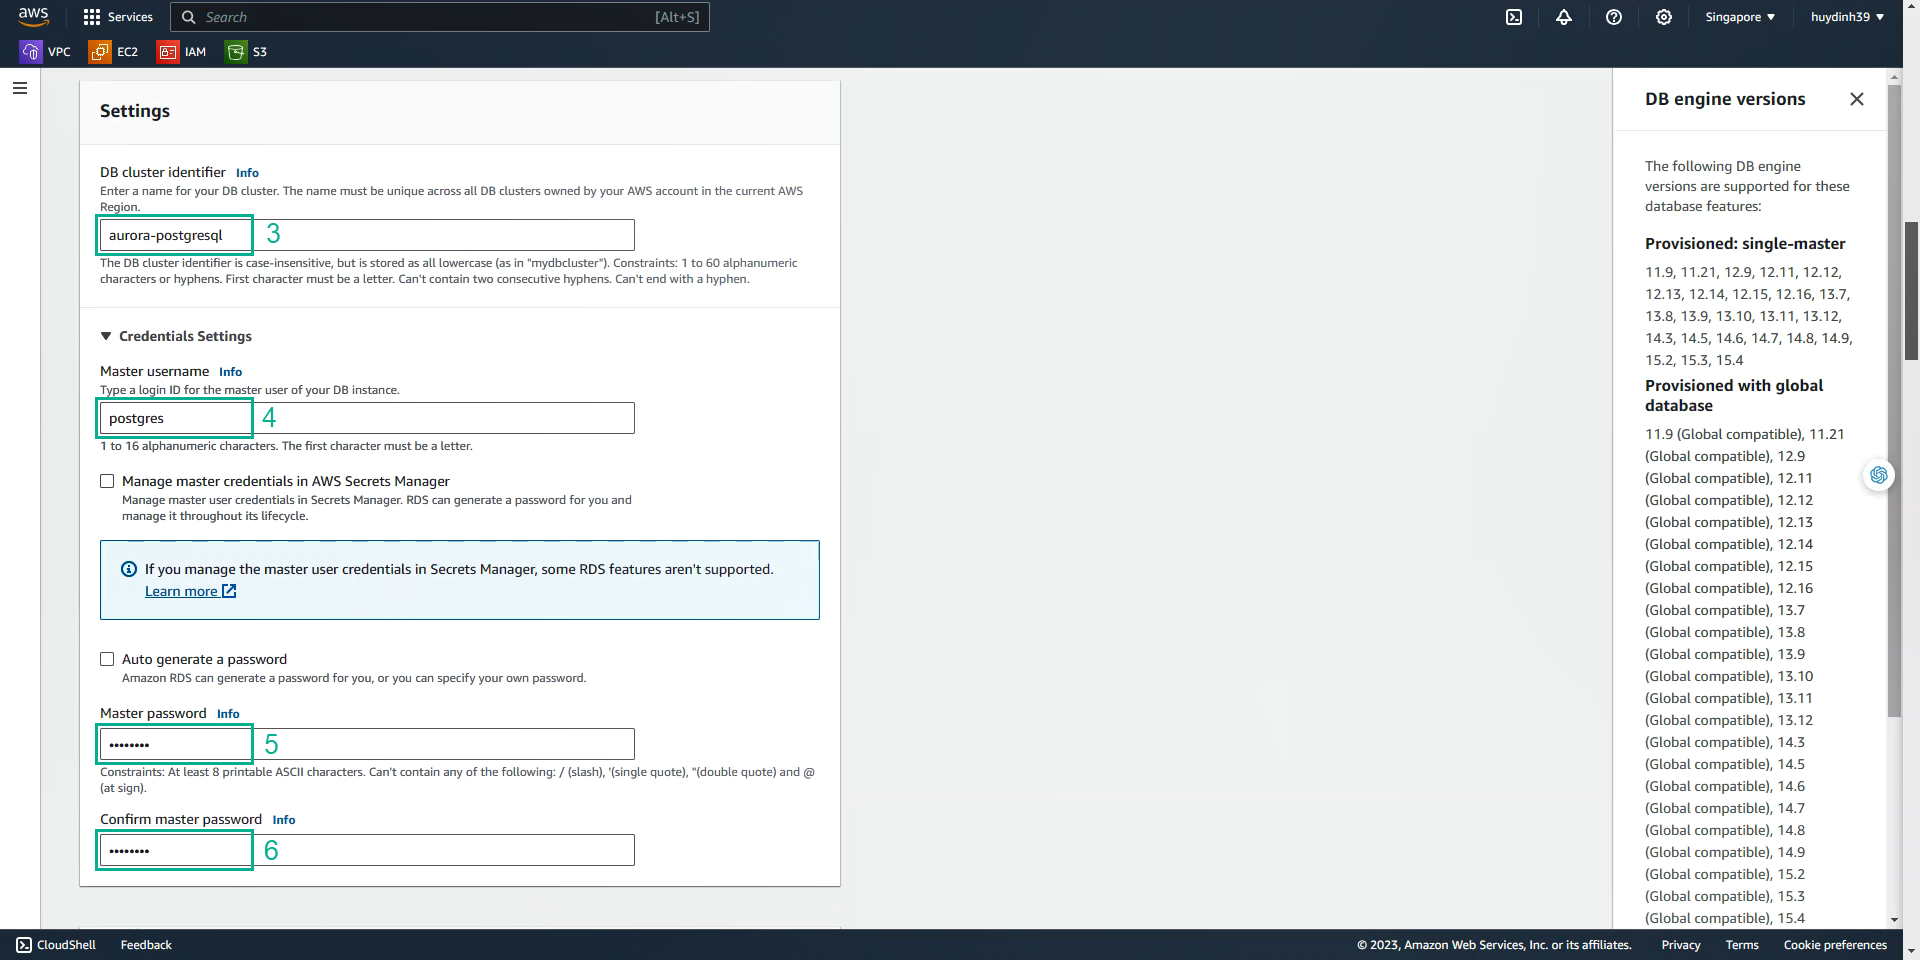 aws
Services
Search
[Alt+S]
Singapore
huydinh39
VPC
EC2
IAM
S3
Settings
DB cluster identifier Info
Enter a name for your DB cluster. The name must be unique across all DB clusters owned by your AWS account in the current AWS
Region.
aurora-postgresql 3
The DB cluster identifier is case-insensitive, but is stored as all lowercase (as in "mydbcluster"). Constraints: 1 to 60 alphanumeric
characters or hyphens. First character must be a letter. Can't contain two consecutive hyphens. Can't end with a hyphen.
Credentials Settings
Master username Info
Type a login ID for the master user of your DB instance.
postgres 4
1 to 16 alphanumeric characters. The first character must be a letter.
Manage master credentials in AWS Secrets Manager
Manage master user credentials in Secrets Manager. RDS can generate a password for you and
manage it throughout its lifecycle.
If you manage the master user credentials in Secrets Manager, some RDS features aren't supported.
Learn more
Auto generate a password
Amazon RDS can generate a password for you, or you can specify your own password.
Master password Info
•••••••• 5
Constraints: At least 8 printable ASCII characters. Can't contain any of the following: / (slash), '(single quote), "(double quote) and @
(at sign).
Confirm master password Info
•••••••• 6
DB engine versions
The following DB engine
versions are supported for these
database features:
Provisioned: single-master
11.9, 11.21, 12.9, 12.11, 12.12,
12.13, 12.14, 12.15, 12.16, 13.7,
13.8, 13.9, 13.10, 13.11, 13.12,
14.3, 14.5, 14.6, 14.7, 14.8, 14.9,
15.2, 15.3, 15.4
Provisioned with global
database
11.9 (Global compatible), 11.21
(Global compatible), 12.9
(Global compatible), 12.11
(Global compatible), 12.12
(Global compatible), 12.13
(Global compatible), 12.14
(Global compatible), 12.15
(Global compatible), 12.16
(Global compatible), 13.7
(Global compatible), 13.8
(Global compatible), 13.9
(Global compatible), 13.10
(Global compatible), 13.11
(Global compatible), 13.12
(Global compatible), 14.3
(Global compatible), 14.5
(Global compatible), 14.6
(Global compatible), 14.7
(Global compatible), 14.8
(Global compatible), 14.9
(Global compatible), 15.2
(Global compatible), 15.3
(Global compatible), 15.4
CloudShell
Feedback
© 2023, Amazon Web Services, Inc. or its affiliates.
Privacy
Terms
Cookie preferences